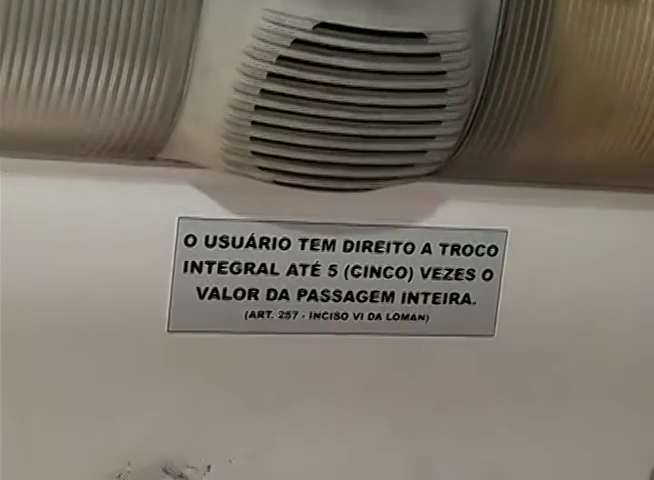 O USUÁRIO TEM DIREITO A TROCO
INTEGRAL ATÉ 5 (CINCO) VEZES O
VALOR DA PASSAGEM INTEIRA.
(ART. 257 - INCISO VI DA LOMAN)